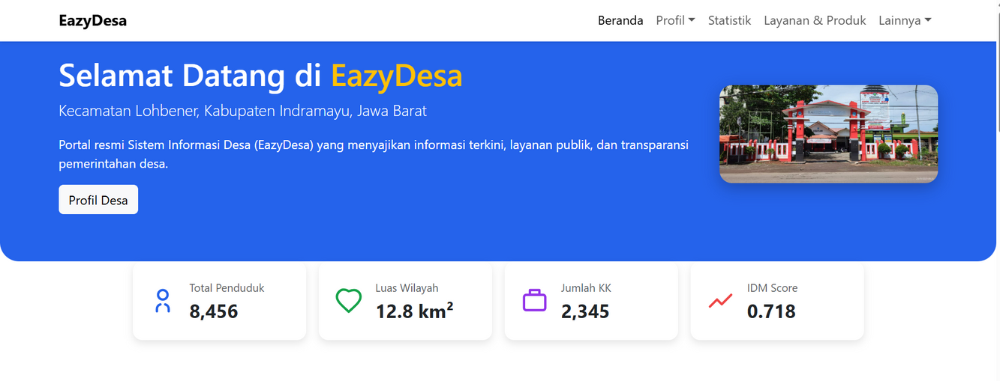 EazyDesa
Beranda Profil Statistik Layanan & Produk Lainnya
Selamat Datang di EazyDesa
Kecamatan Lohbener, Kabupaten Indramayu, Jawa Barat
Portal resmi Sistem Informasi Desa (EazyDesa) yang menyajikan informasi terkini, layanan publik, dan transparansi
pemerintahan desa.
Profil Desa
Total Penduduk
8,456
Luas Wilayah
12.8 km²
Jumlah KK
2,345
IDM Score
0.718